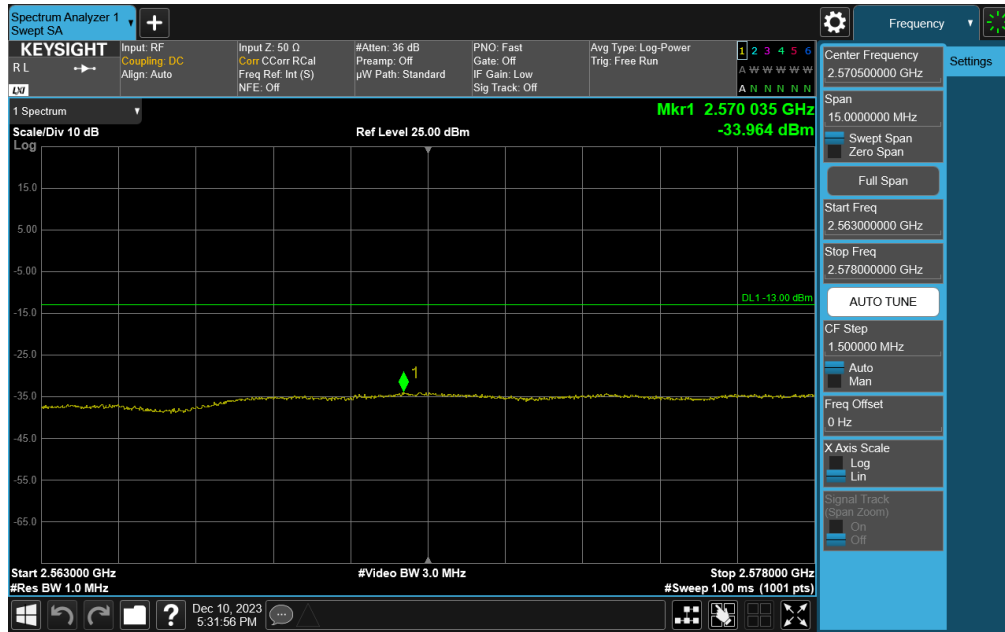 Spectrum Analyzer 1
Swept SA
Frequency
KEYSIGHT
R L
LXI
Input: RF
Coupling: DC
Align: Auto
Input Z: 50 Ω
Corr CCorr RCal
Freq Ref: Int (S)
NFE: Off
#Atten: 36 dB
Preamp: Off
µW Path: Standard
PNO: Fast
Gate: Off
IF Gain: Low
Sig Track: Off
Avg Type: Log-Power
Trig: Free Run
1 2 3 4 5 6
A W W W W W
A N N N N N
1 Spectrum
Mkr1 2.570 035 GHz
-33.964 dBm
Scale/Div 10 dB
Ref Level 25.00 dBm
Log
15.0
5.00
-5.00
DL1 -13.00 dBm
-15.0
-25.0
1
-35.0
-45.0
-55.0
-65.0
Start 2.563000 GHz
#Video BW 3.0 MHz
Stop 2.578000 GHz
#Res BW 1.0 MHz
#Sweep 1.00 ms (1001 pts)
Center Frequency
2.570500000 GHz
Settings
Span
15.0000000 MHz
Swept Span
Zero Span
Full Span
Start Freq
2.563000000 GHz
Stop Freq
2.578000000 GHz
AUTO TUNE
CF Step
1.500000 MHz
Auto
Man
Freq Offset
0 Hz
X Axis Scale
Log
Lin
Signal Track
(Span Zoom)
On
Off
?
Dec 10, 2023
5:31:56 PM